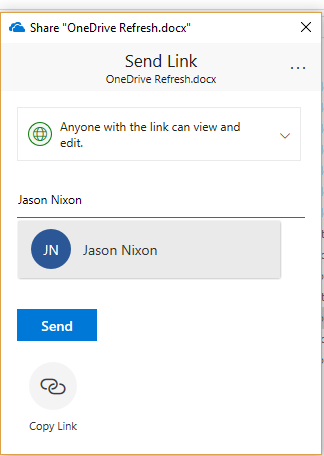 Share "OneDrive Refresh.docx"
Send Link
OneDrive Refresh.docx
Anyone with the link can view and
edit.
Jason Nixon
JN Jason Nixon
Send
Copy Link